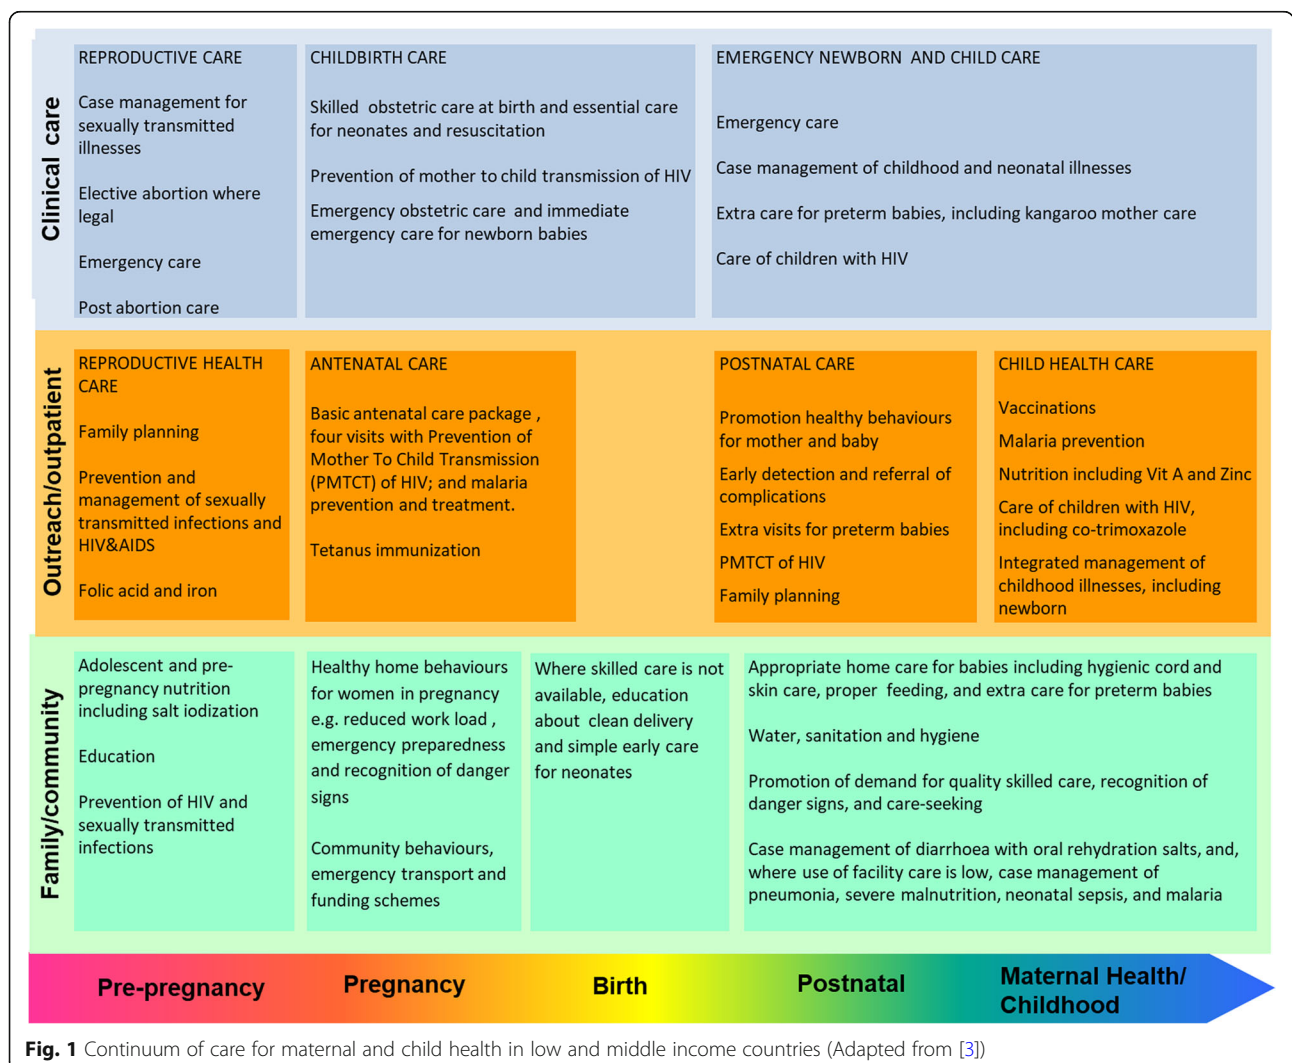 Clinical care
REPRODUCTIVE CARE
Case management for
sexually transmitted
illnesses
Elective abortion where
legal
Emergency care
Post abortion care
CHILDBIRTH CARE
Skilled obstetric care at birth and essential care
for neonates and resuscitation
Prevention of mother to child transmission of HIV
Emergency obstetric care and immediate
emergency care for newborn babies
EMERGENCY NEWBORN AND CHILD CARE
Emergency care
Case management of childhood and neonatal illnesses
Extra care for preterm babies, including kangaroo mother care
Care of children with HIV
Outreach/outpatient
REPRODUCTIVE HEALTH
CARE
Family planning
Prevention and
management of sexually
transmitted infections and
HIV&AIDS
Folic acid and iron
ANTENATAL CARE
Basic antenatal care package ,
four visits with Prevention of
Mother To Child Transmission
(PMTCT) of HIV; and malaria
prevention and treatment.
Tetanus immunization
POSTNATAL CARE
Promotion healthy behaviours
for mother and baby
Early detection and referral of
complications
Extra visits for preterm babies
PMTCT of HIV
Family planning
CHILD HEALTH CARE
Vaccinations
Malaria prevention
Nutrition including Vit A and Zinc
Care of children with HIV,
including co-trimoxazole
Integrated management of
childhood illnesses, including
newborn
Family/community
Adolescent and pre-
pregnancy nutrition
including salt iodization
Education
Prevention of HIV and
sexually transmitted
infections
Healthy home behaviours
for women in pregnancy
e.g. reduced work load ,
emergency preparedness
and recognition of danger
signs
Community behaviours,
emergency transport and
funding schemes
Where skilled care is not
available, education
about clean delivery
and simple early care
for neonates
Appropriate home care for babies including hygienic cord and
skin care, proper feeding, and extra care for preterm babies
Water, sanitation and hygiene
Promotion of demand for quality skilled care, recognition of
danger signs, and care-seeking
Case management of diarrhoea with oral rehydration salts, and,
where use of facility care is low, case management of
pneumonia, severe malnutrition, neonatal sepsis, and malaria
Pre-pregnancy
Pregnancy
Birth
Postnatal
Maternal Health/
Childhood
Fig. 1 Continuum of care for maternal and child health in low and middle income countries (Adapted from [3])